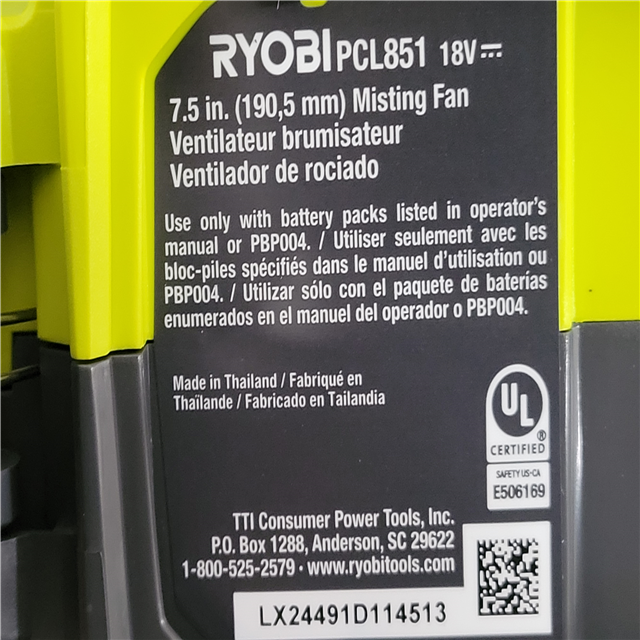 RYOBI PCL851 18V⎓
7.5 in. (190,5 mm) Misting Fan
Ventilateur brumisateur
Ventilador de rociado
Use only with battery packs listed in operator's
manual or PBP004. / Utiliser seulement avec les
bloc-piles spécifiés dans le manuel d'utilisation ou
PBP004. / Utilizar sólo con el paquete de baterías
enumerados en el manual del operador o PBP004.
Made in Thailand / Fabriqué en
Thaïlande / Fabricado en Tailandia
UL ®
CERTIFIED
SAFETY US-CA
E506169
TTI Consumer Power Tools, Inc.
P.O. Box 1288, Anderson, SC 29622
1-800-525-2579 · www.ryobitools.com
LX24491D114513